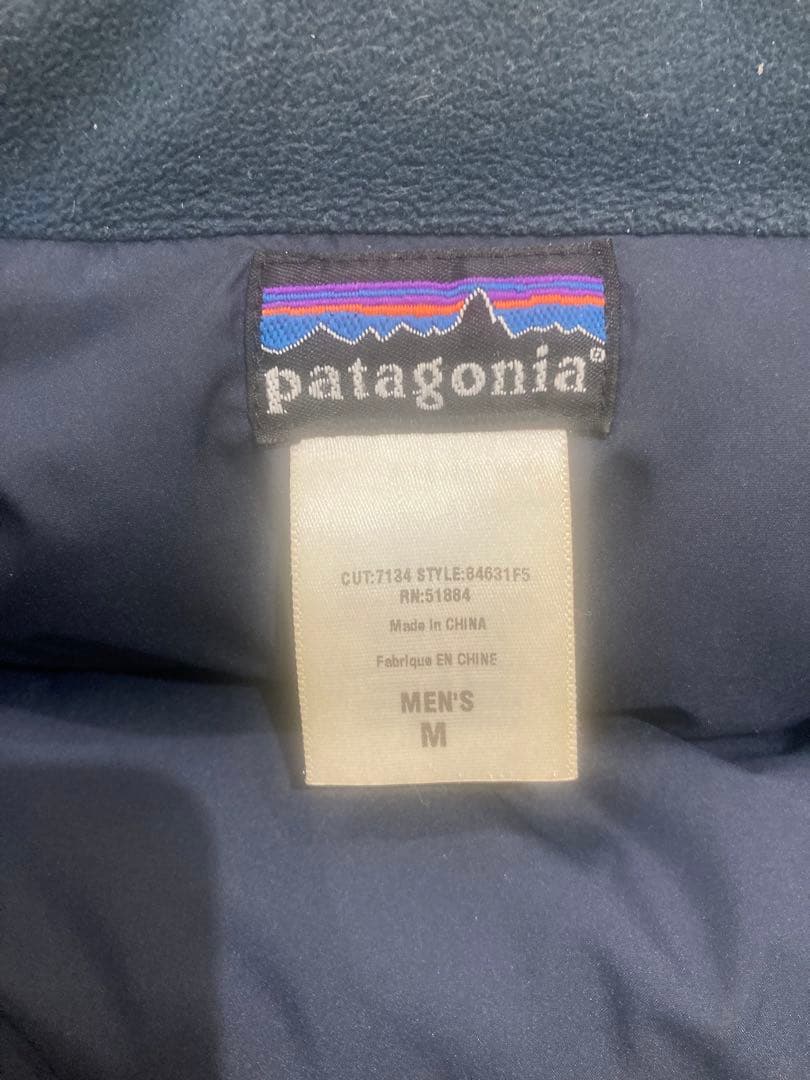 patagonia®
CUT:7134 STYLE:84631F5
RN:51884
Made in CHINA
Fabrique EN CHINE
MEN'S
M